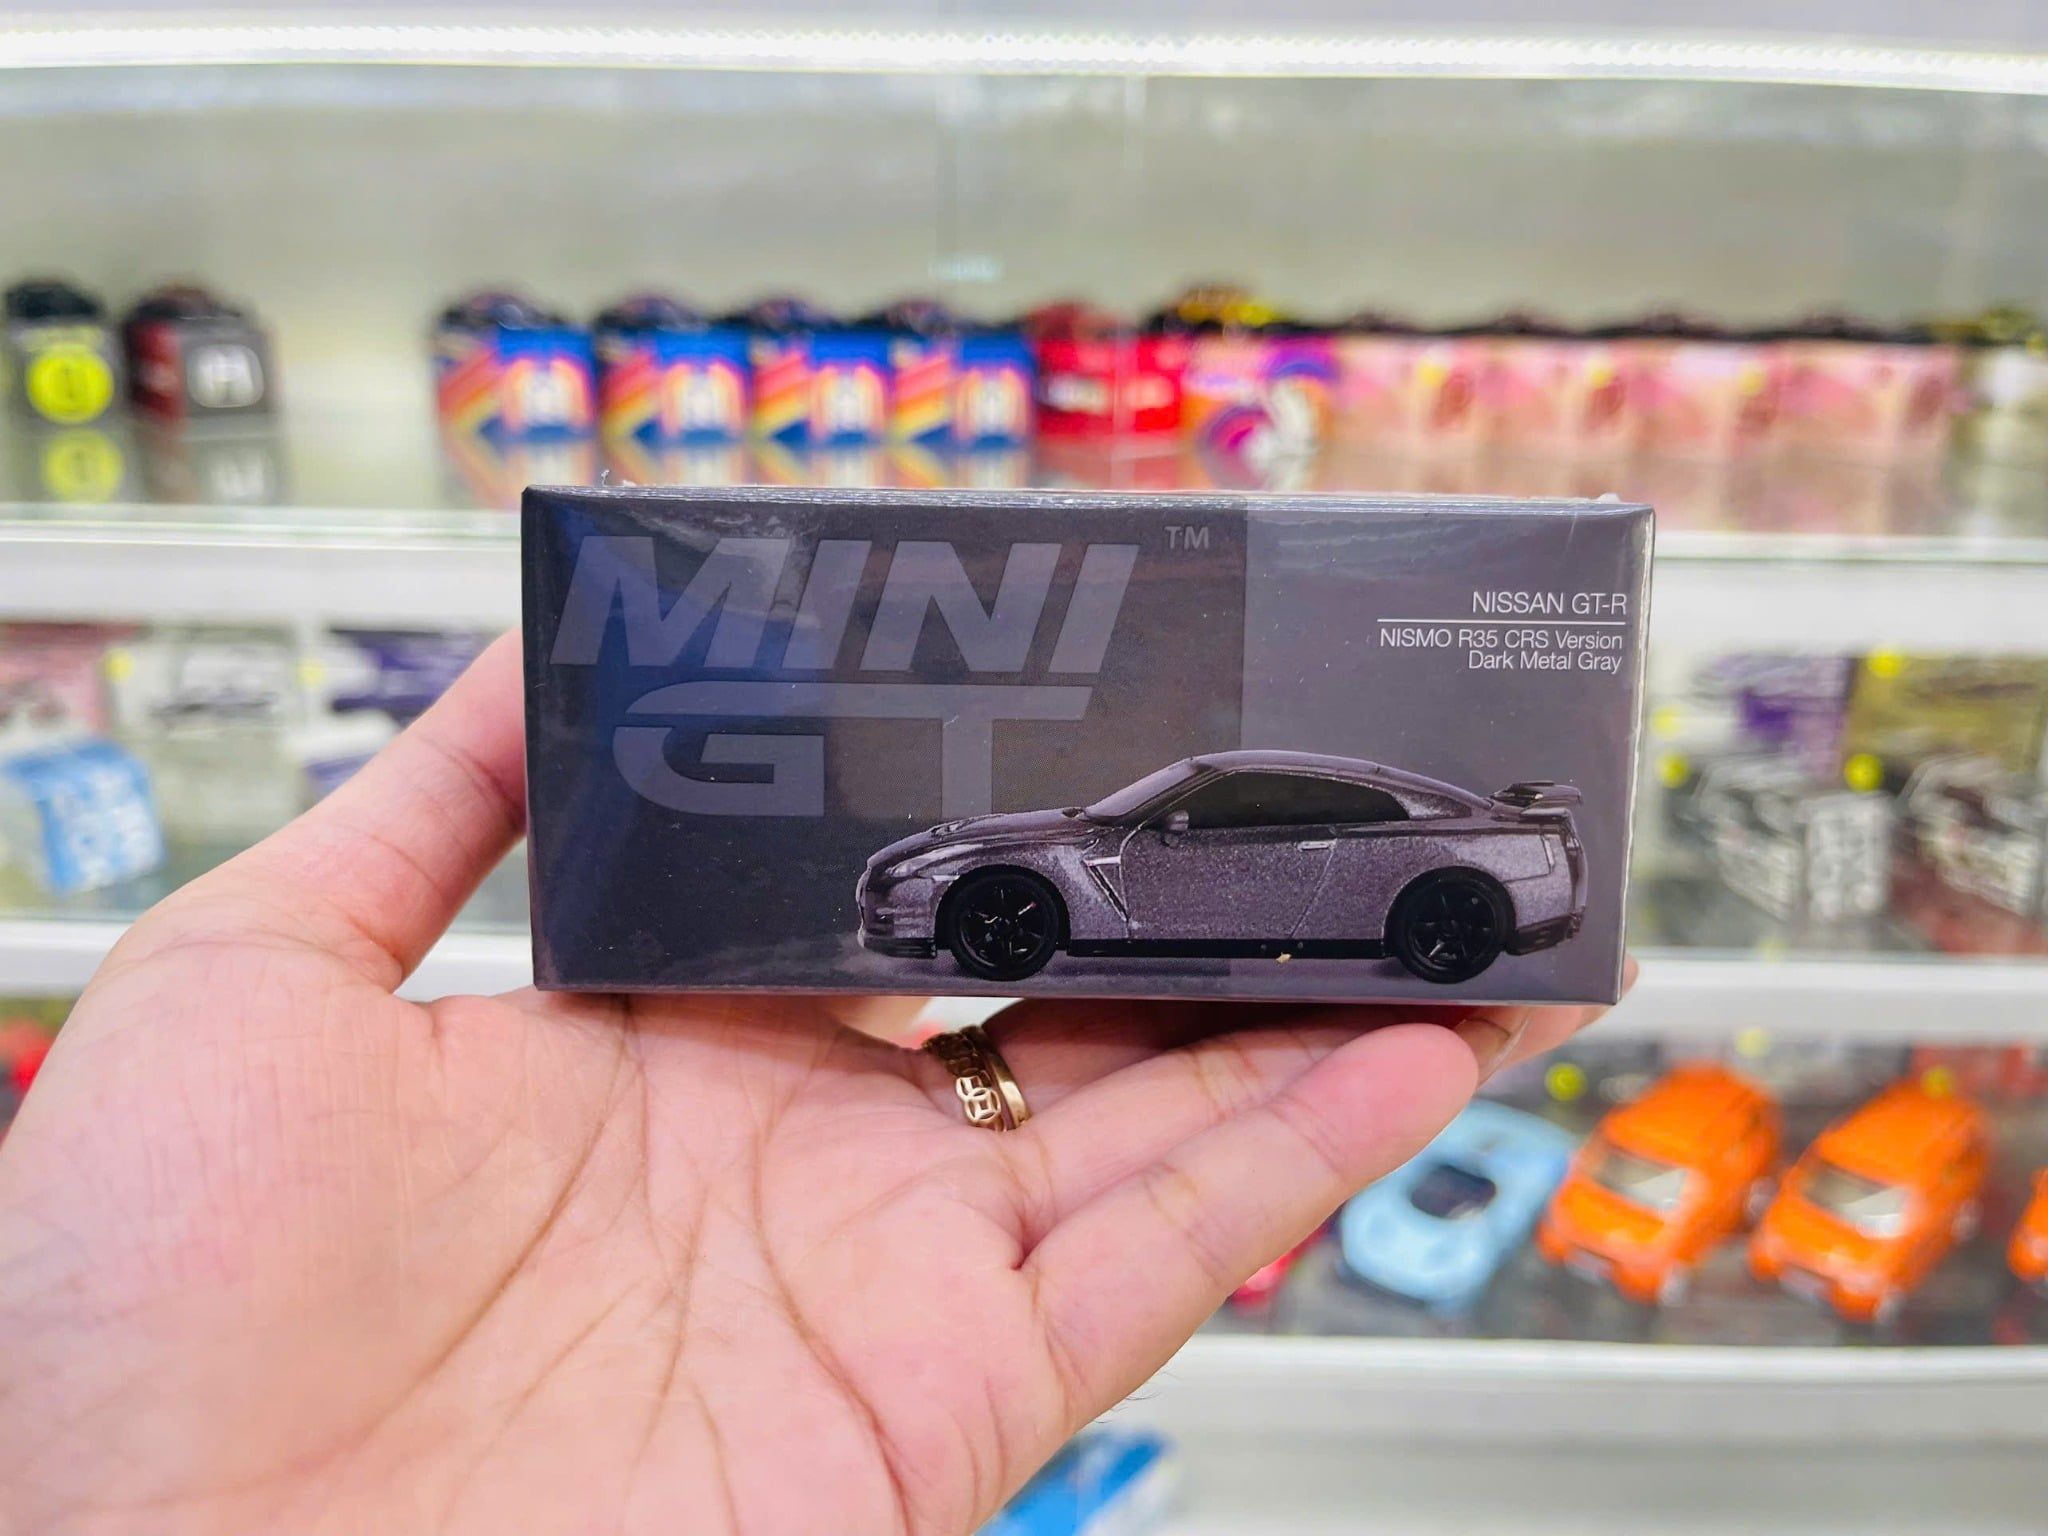 MINI
GT
TM
NISSAN GT-R
NISMO R35 CRS Version
Dark Metal Gray